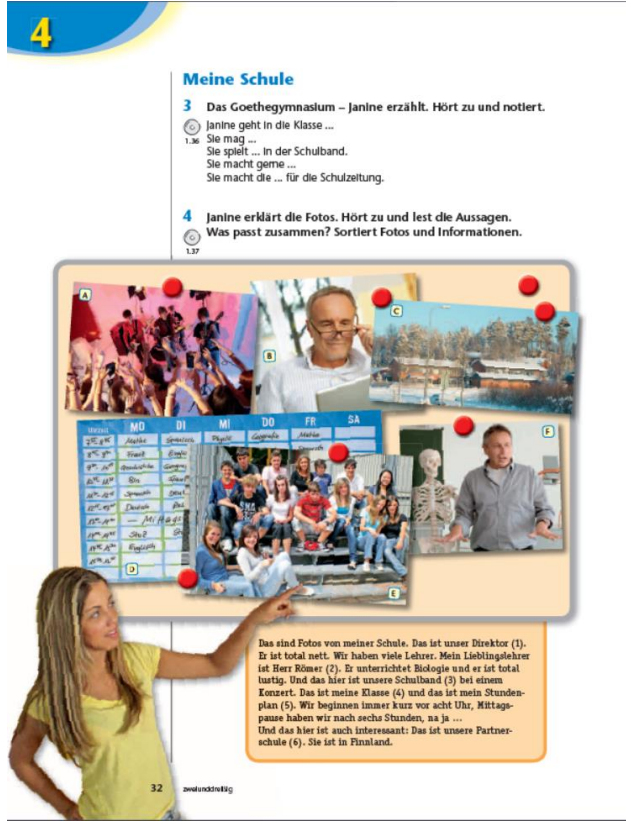 4
Meine Schule
3 Das Goethegymnasium – Janine erzählt. Hört zu und notiert.
Janine geht in die Klasse ...
1.36 Sie mag ...
Sie spielt ... in der Schulband.
Sie macht gerne ...
Sie macht die ... für die Schulzeitung.
4 Janine erklärt die Fotos. Hört zu und lest die Aussagen.
Was passt zusammen? Sortiert Fotos und Informationen.
1.37
A
B
C
MO DI MI DO FR SA
Mathe Spanisch Physik Geografie Mathe
Kunst
Bio
Spanisch
Deutsch
Englisch
D
E
F
Das sind Fotos von meiner Schule. Das ist unser Direktor (1).
Er ist total nett. Wir haben viele Lehrer. Mein Lieblingslehrer
ist Herr Römer (2). Er unterrichtet Biologie und er ist total
lustig. Und das hier ist unsere Schulband (3) bei einem
Konzert. Das ist meine Klasse (4) und das ist mein Stunden-
plan (5). Wir beginnen immer kurz vor acht Uhr, Mittags-
pause haben wir nach sechs Stunden, na ja ...
Und das hier ist auch interessant: Das ist unsere Partner-
schule (6). Sie ist in Finnland.
32 zweiunddreißig